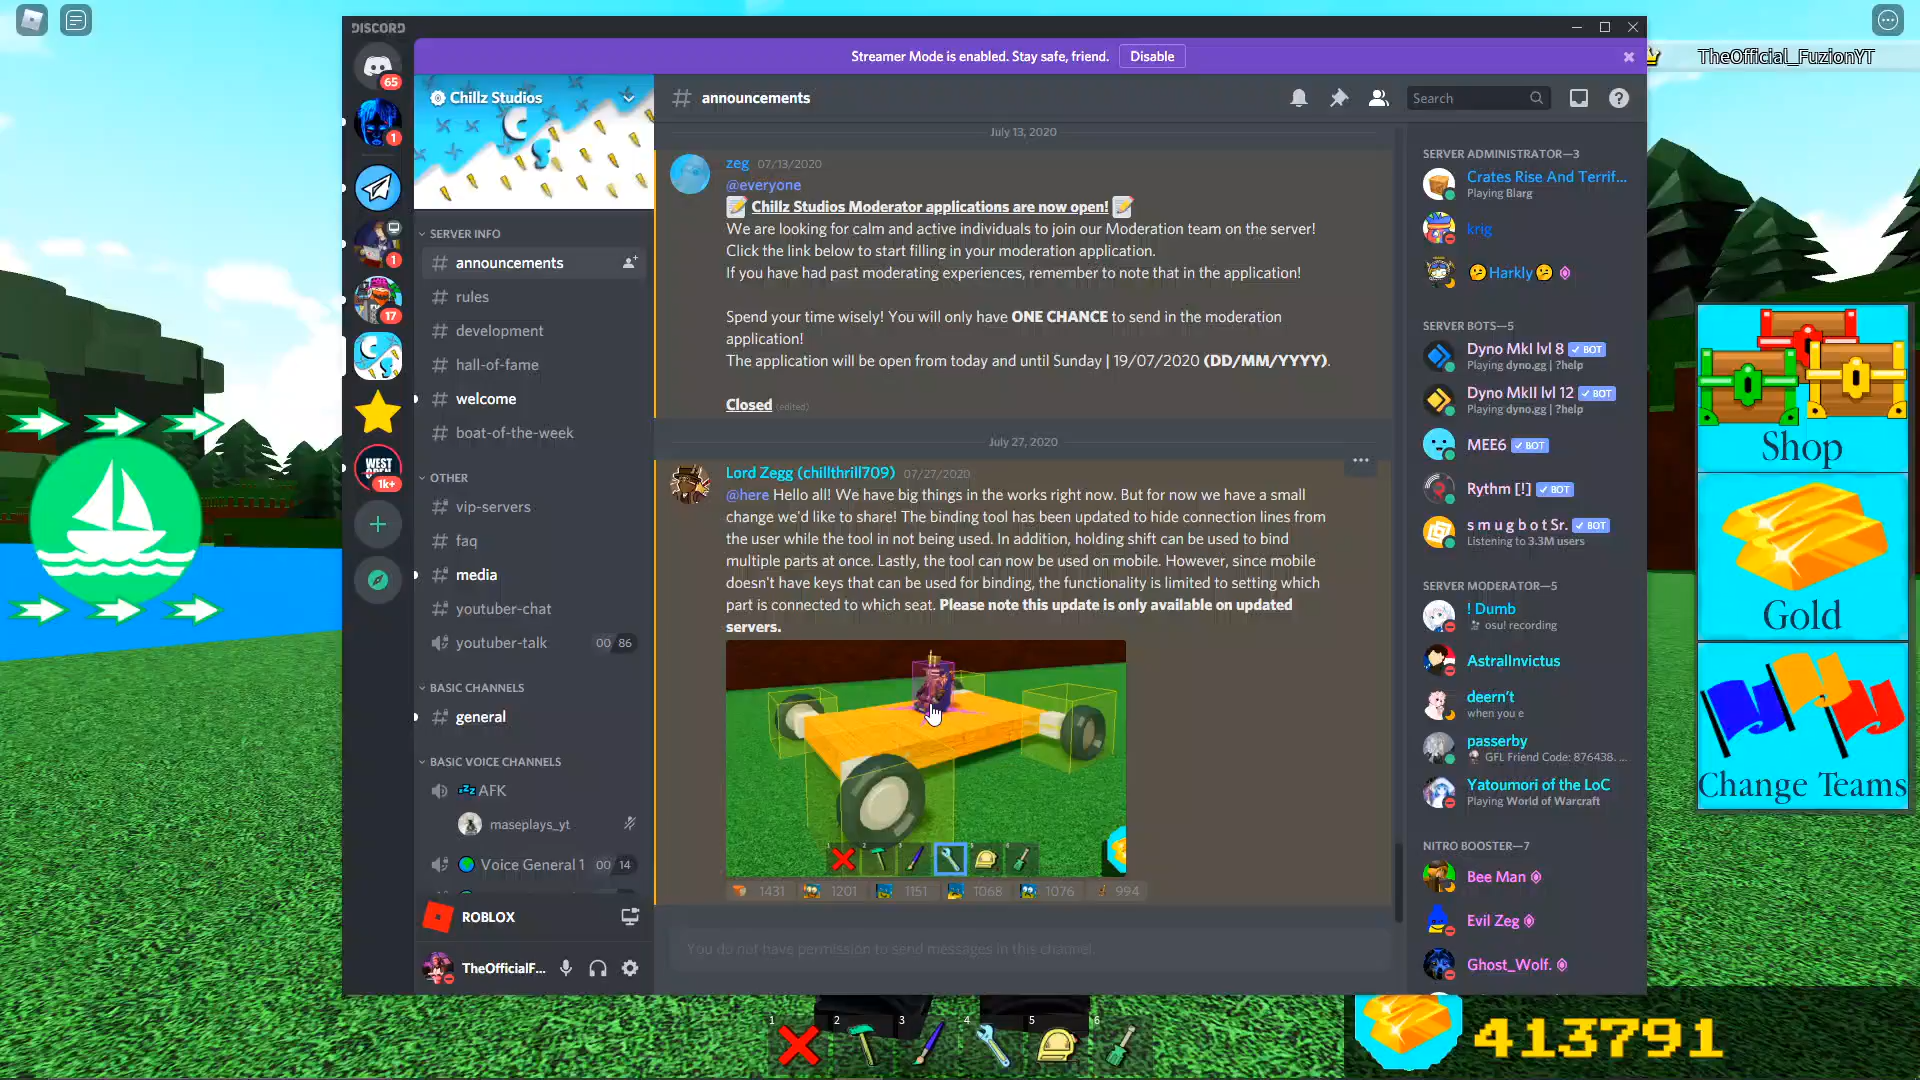 DISCORD
Streamer Mode is enabled. Stay safe, friend.
Disable
TheOfficial_FuzionYT
65
1
1
17
WEST
1k+
Chillz Studios
SERVER INFO
announcements
rules
development
hall-of-fame
welcome
boat-of-the-week
OTHER
vip-servers
faq
media
youtuber-chat
youtuber-talk 00 86
BASIC CHANNELS
general
BASIC VOICE CHANNELS
zZZ AFK
maseplays_yt
Voice General 1 00 14
ROBLOX
TheOfficialF...
# announcements
Search
July 13, 2020
zeg 07/13/2020
@everyone
Chillz Studios Moderator applications are now open!
We are looking for calm and active individuals to join our Moderation team on the server!
Click the link below to start filling in your moderation application.
If you have had past moderating experiences, remember to note that in the application!
Spend your time wisely! You will only have ONE CHANCE to send in the moderation
application!
The application will be open from today and until Sunday | 19/07/2020 (DD/MM/YYYY).
Closed (edited)
July 27, 2020
Lord Zegg (chillthrill709) 07/27/2020
@here Hello all! We have big things in the works right now. But for now we have a small
change we'd like to share! The binding tool has been updated to hide connection lines from
the user while the tool in not being used. In addition, holding shift can be used to bind
multiple parts at once. Lastly, the tool can now be used on mobile. However, since mobile
doesn't have keys that can be used for binding, the functionality is limited to setting which
part is connected to which seat. Please note this update is only available on updated
servers.
1431 1201 1151 1068 1076 994
You do not have permission to send messages in this channel.
SERVER ADMINISTRATOR—3
Crates Rise And Terrif...
Playing Blarg
krig
Harkly
SERVER BOTS—5
Dyno MkI lvl 8 BOT
Playing dyno.gg | ?help
Dyno MkII lvl 12 BOT
Playing dyno.gg | ?help
MEE6 BOT
Rythm [!] BOT
s m u g b o t Sr. BOT
Listening to 3.3M users
SERVER MODERATOR—5
! Dumb
osu! recording
AstralInvictus
deern't
when you e
passerby
GFL Friend Code: 876438. ...
Yatoumori of the LoC
Playing World of Warcraft
NITRO BOOSTER—7
Bee Man
Evil Zeg
Ghost_Wolf.
Shop
Gold
Change Teams
1 2 3 4 5 6
413791